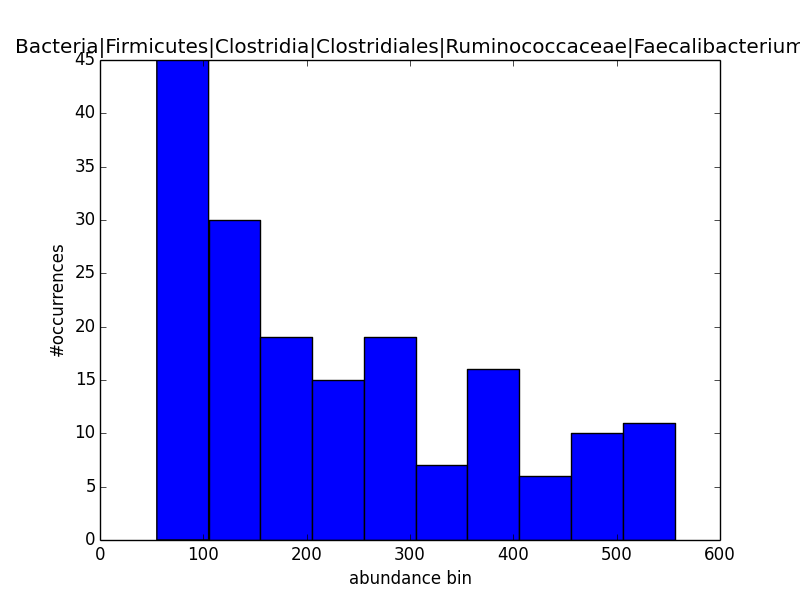 Bacteria|Firmicutes|Clostridia|Clostridiales|Ruminococcaceae|Faecalibacterium
45
40
35
30
25
20
15
10
5
0
#occurrences
0 100 200 300 400 500 600
abundance bin